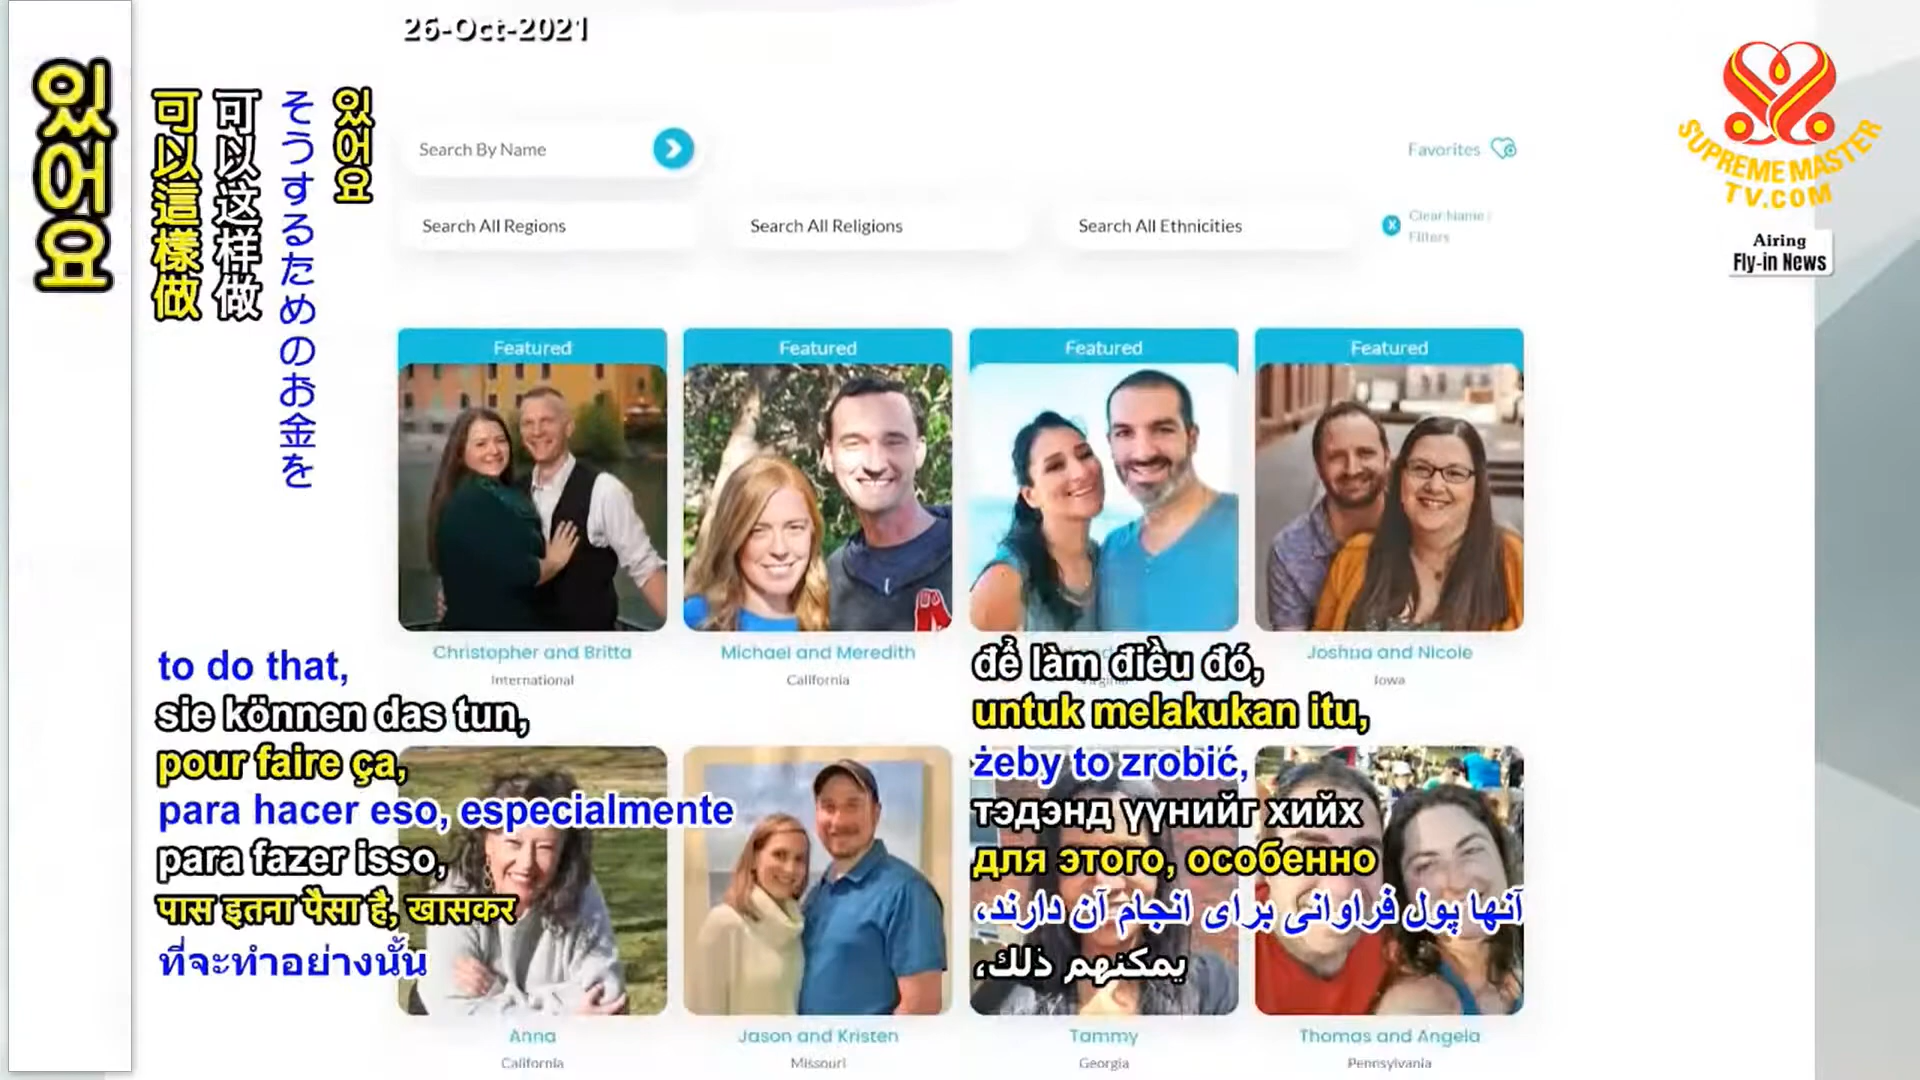 26-Oct-2021
있어요
可以這樣做
可以这样做
そうするためのお金を
있어요
Search By Name
Favorites
Search All Regions
Search All Religions
Search All Ethnicities
x
Clear Name /
Filters
SUPREME MASTER
TV.COM
Airing
Fly-in News
Featured
Featured
Featured
Featured
Christopher and Britta
International
Michael and Meredith
California
Joshua and Nicole
Iowa
to do that,
sie können das tun,
pour faire ça,
para hacer eso, especialmente
para fazer isso,
पास इतना पैसा है, खासकर
ที่จะทำอย่างนั้น
để làm điều đó,
untuk melakukan itu,
żeby to zrobić,
тэдэнд үүнийг хийх
для этого, особенно
آنها پول فراوانی برای انجام آن دارند،
يمكنهم ذلك،
Anna
California
Jason and Kristen
Missouri
Tammy
Georgia
Thomas and Angela
Pennsylvania